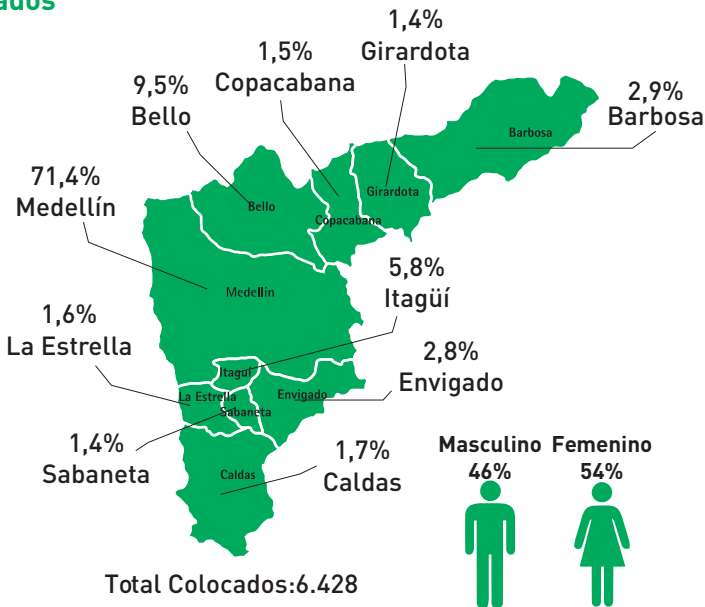 1,4%
Girardota
1,5%
Copacabana
9,5%
Bello
2,9%
Barbosa
Barbosa
71,4%
Medellín
Bello
Girardota
Copacabana
Medellín
5,8%
Itagüí
1,6%
La Estrella
Itagui
2,8%
Envigado
La Estrella
Envigado
Sabaneta
1,4%
Sabaneta
Caldas
1,7%
Caldas
Masculino Femenino
46% 54%
Total Colocados:6.428